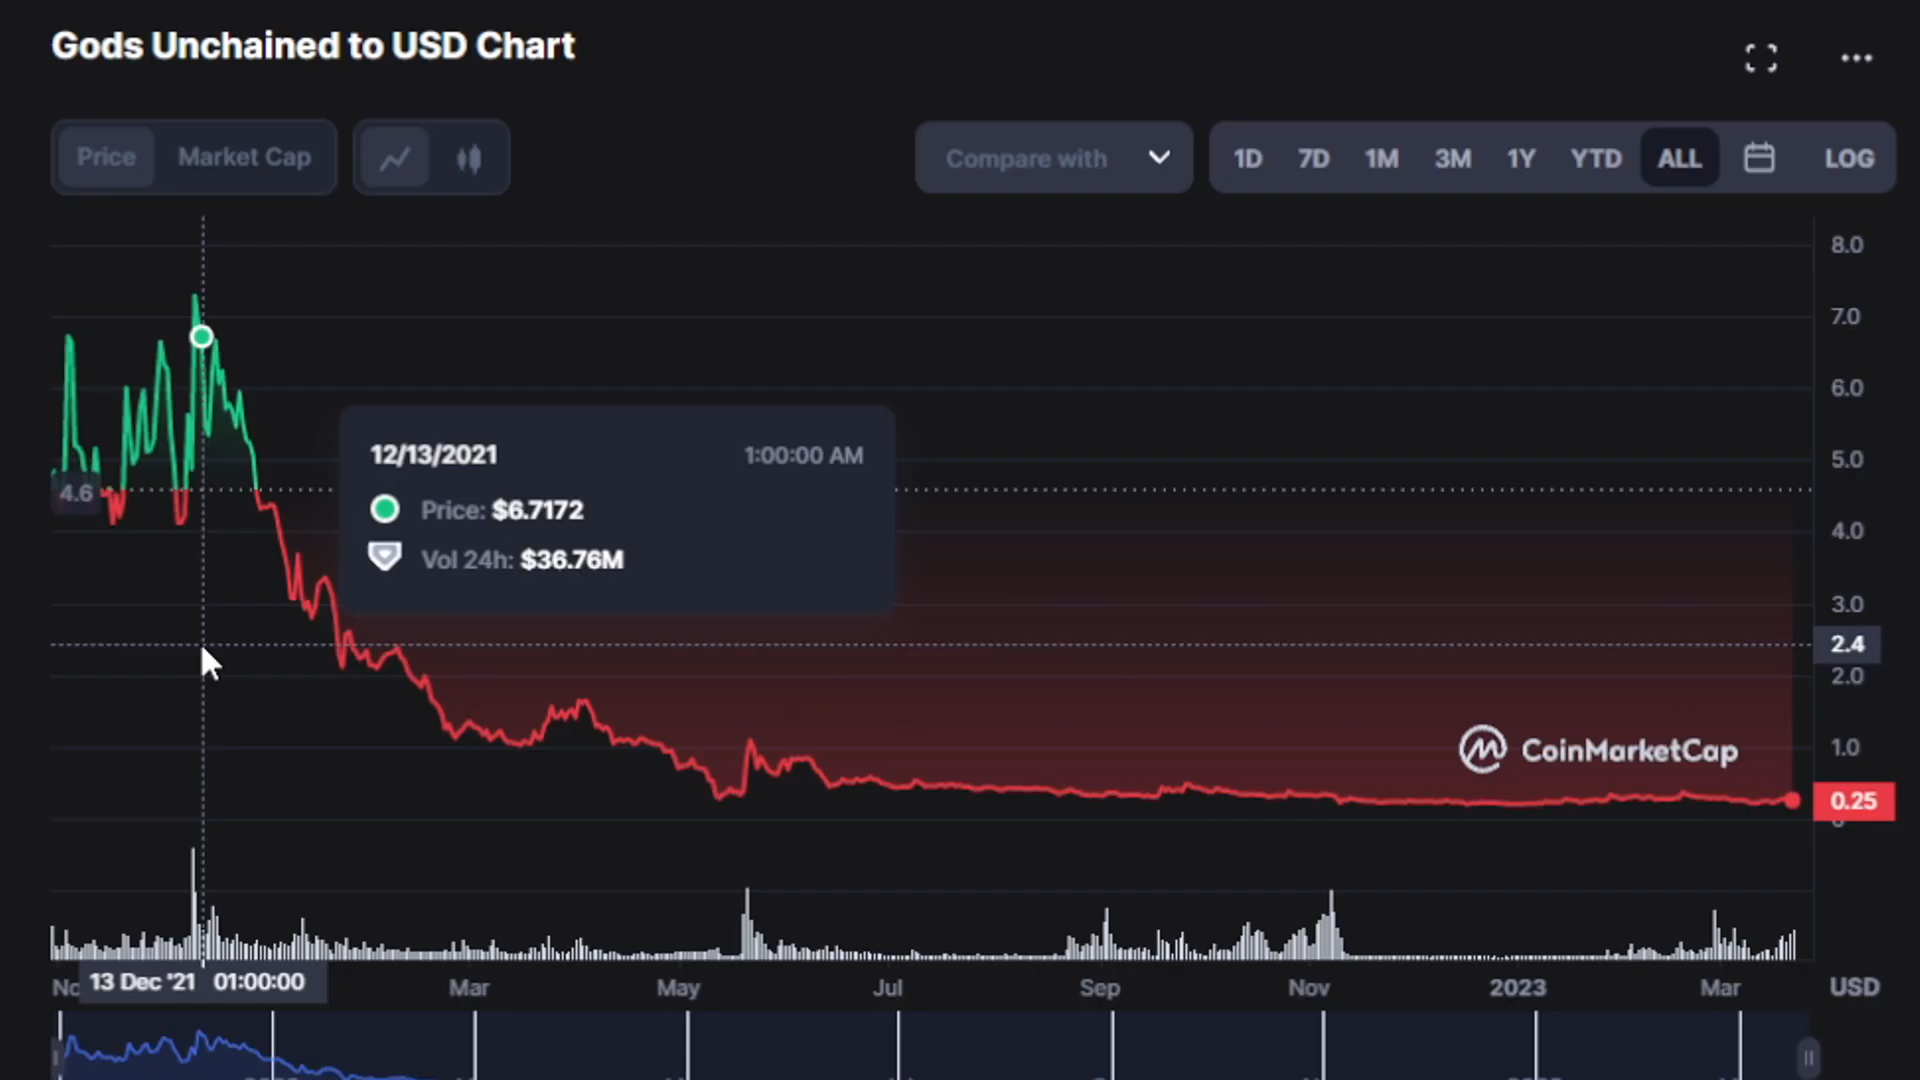 Gods Unchained to USD Chart
Price Market Cap Compare with 1D 7D 1M 3M 1Y YTD ALL LOG
8.0
7.0
6.0
12/13/2021 1:00:00 AM
5.0
4.6
Price: $6.7172
4.0
Vol 24h: $36.76M
3.0
2.4
2.0
CoinMarketCap
1.0
0.25
13 Dec '21 01:00:00 Mar May Jul Sep Nov 2023 Mar USD